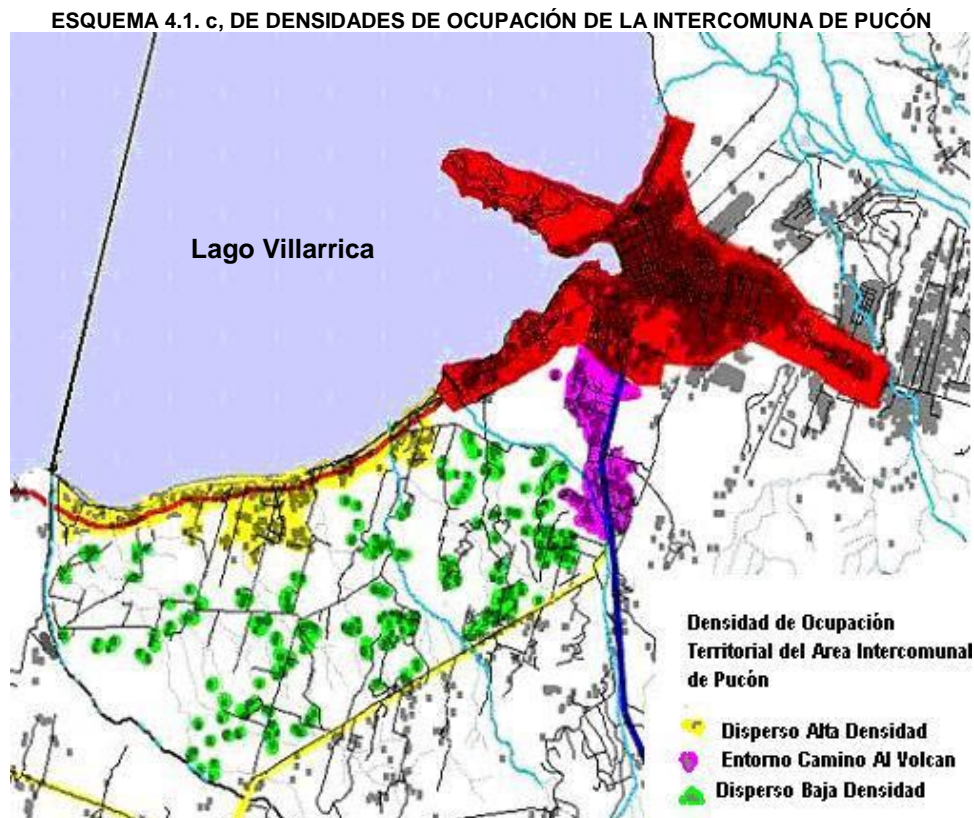 ESQUEMA 4.1. c, DE DENSIDADES DE OCUPACIÓN DE LA INTERCOMUNA DE PUCÓN
Lago Villarrica
Densidad de Ocupación
Territorial del Area Intercomunal
de Pucón
Disperso Alta Densidad
Entorno Camino Al Volcan
Disperso Baja Densidad